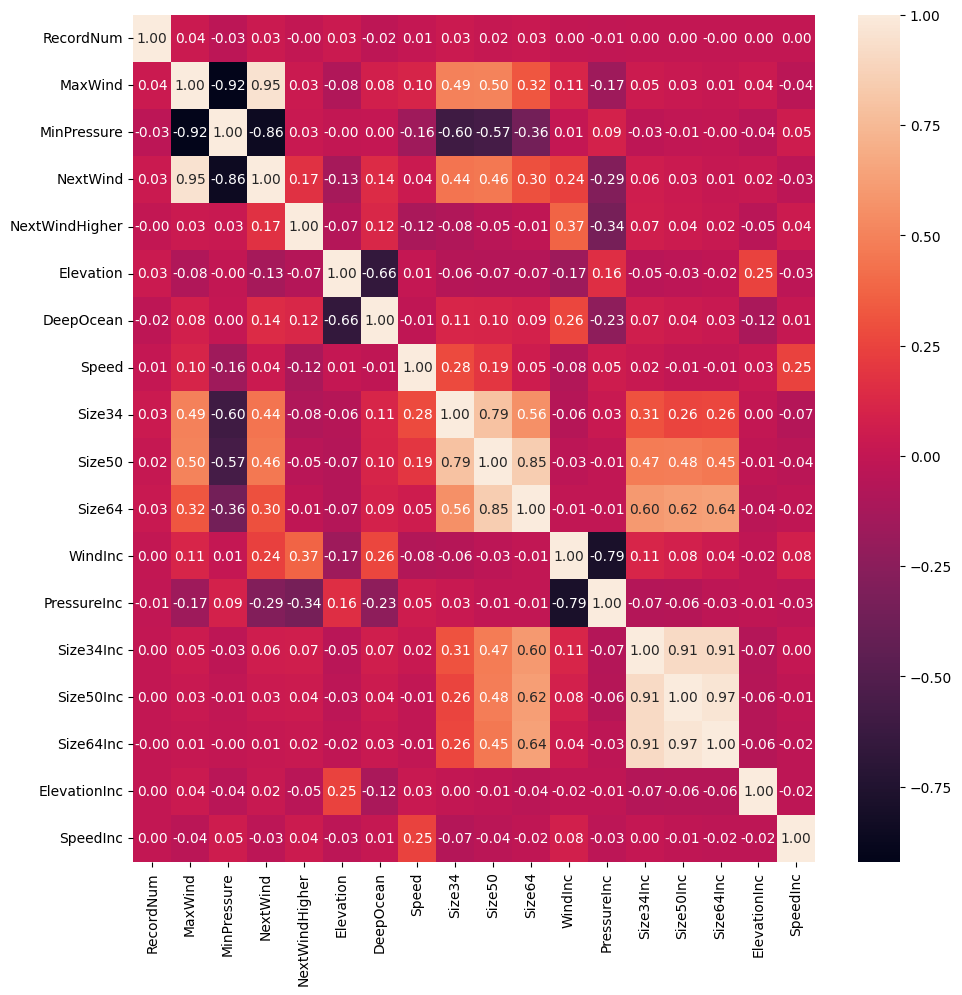 RecordNum 1.00 0.04 -0.03 0.03 -0.00 0.03 -0.02 0.01 0.03 0.02 0.03 0.00 -0.01 0.00 0.00 -0.00 0.00 0.00
MaxWind 0.04 1.00 -0.92 0.95 0.03 -0.08 0.08 0.10 0.49 0.50 0.32 0.11 -0.17 0.05 0.03 0.01 0.04 -0.04
MinPressure -0.03 -0.92 1.00 -0.86 0.03 -0.00 0.00 -0.16 -0.60 -0.57 -0.36 0.01 0.09 -0.03 -0.01 -0.00 -0.04 0.05
NextWind 0.03 0.95 -0.86 1.00 0.17 -0.13 0.14 0.04 0.44 0.46 0.30 0.24 -0.29 0.06 0.03 0.01 0.02 -0.03
NextWindHigher -0.00 0.03 0.03 0.17 1.00 -0.07 0.12 -0.12 -0.08 -0.05 -0.01 0.37 -0.34 0.07 0.04 0.02 -0.05 0.04
Elevation 0.03 -0.08 -0.00 -0.13 -0.07 1.00 -0.66 0.01 -0.06 -0.07 -0.07 -0.17 0.16 -0.05 -0.03 -0.02 0.25 -0.03
DeepOcean -0.02 0.08 0.00 0.14 0.12 -0.66 1.00 -0.01 0.11 0.10 0.09 0.26 -0.23 0.07 0.04 0.03 -0.12 0.01
Speed 0.01 0.10 -0.16 0.04 -0.12 0.01 -0.01 1.00 0.28 0.19 0.05 -0.08 0.05 0.02 -0.01 -0.01 0.03 0.25
Size34 0.03 0.49 -0.60 0.44 -0.08 -0.06 0.11 0.28 1.00 0.79 0.56 -0.06 0.03 0.31 0.26 0.26 0.00 -0.07
Size50 0.02 0.50 -0.57 0.46 -0.05 -0.07 0.10 0.19 0.79 1.00 0.85 -0.03 -0.01 0.47 0.48 0.45 -0.01 -0.04
Size64 0.03 0.32 -0.36 0.30 -0.01 -0.07 0.09 0.05 0.56 0.85 1.00 -0.01 -0.01 0.60 0.62 0.64 -0.04 -0.02
WindInc 0.00 0.11 0.01 0.24 0.37 -0.17 0.26 -0.08 -0.06 -0.03 -0.01 1.00 -0.79 0.11 0.08 0.04 -0.02 0.08
PressureInc -0.01 -0.17 0.09 -0.29 -0.34 0.16 -0.23 0.05 0.03 -0.01 -0.01 -0.79 1.00 -0.07 -0.06 -0.03 -0.01 -0.03
Size34Inc 0.00 0.05 -0.03 0.06 0.07 -0.05 0.07 0.02 0.31 0.47 0.60 0.11 -0.07 1.00 0.91 0.91 -0.07 0.00
Size50Inc 0.00 0.03 -0.01 0.03 0.04 -0.03 0.04 -0.01 0.26 0.48 0.62 0.08 -0.06 0.91 1.00 0.97 -0.06 -0.01
Size64Inc -0.00 0.01 -0.00 0.01 0.02 -0.02 0.03 -0.01 0.26 0.45 0.64 0.04 -0.03 0.91 0.97 1.00 -0.06 -0.02
ElevationInc 0.00 0.04 -0.04 0.02 -0.05 0.25 -0.12 0.03 0.00 -0.01 -0.04 -0.02 -0.01 -0.07 -0.06 -0.06 1.00 -0.02
SpeedInc 0.00 -0.04 0.05 -0.03 0.04 -0.03 0.01 0.25 -0.07 -0.04 -0.02 0.08 -0.03 0.00 -0.01 -0.02 -0.02 1.00
RecordNum
MaxWind
MinPressure
NextWind
NextWindHigher
Elevation
DeepOcean
Speed
Size34
Size50
Size64
WindInc
PressureInc
Size34Inc
Size50Inc
Size64Inc
ElevationInc
SpeedInc
1.00
0.75
0.50
0.25
0.00
−0.25
−0.50
−0.75